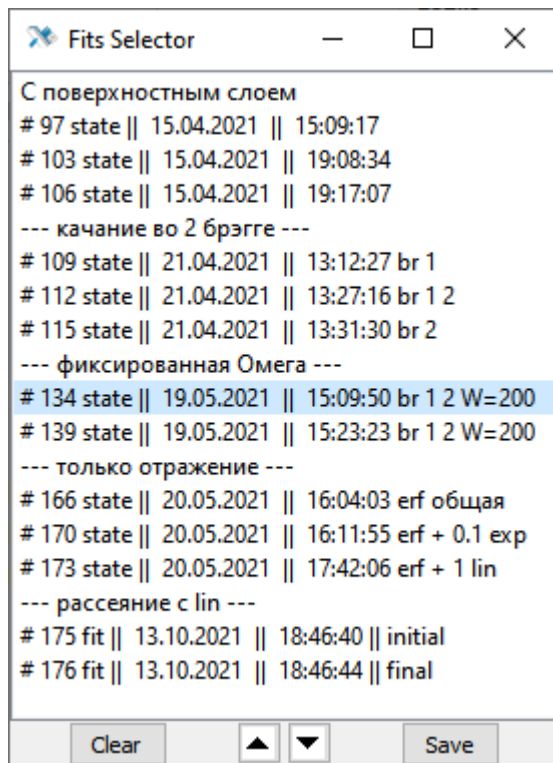 Fits Selector
С поверхностным слоем
# 97 state || 15.04.2021 || 15:09:17
# 103 state || 15.04.2021 || 19:08:34
# 106 state || 15.04.2021 || 19:17:07
--- качание во 2 брэгге ---
# 109 state || 21.04.2021 || 13:12:27 br 1
# 112 state || 21.04.2021 || 13:27:16 br 1 2
# 115 state || 21.04.2021 || 13:31:30 br 2
--- фиксированная Омега ---
# 134 state || 19.05.2021 || 15:09:50 br 1 2 W=200
# 139 state || 19.05.2021 || 15:23:23 br 1 2 W=200
--- только отражение ---
# 166 state || 20.05.2021 || 16:04:03 erf общая
# 170 state || 20.05.2021 || 16:11:55 erf + 0.1 exp
# 173 state || 20.05.2021 || 17:42:06 erf + 1 lin
--- рассеяние с lin ---
# 175 fit || 13.10.2021 || 18:46:40 || initial
# 176 fit || 13.10.2021 || 18:46:44 || final
Clear ▲ ▼ Save